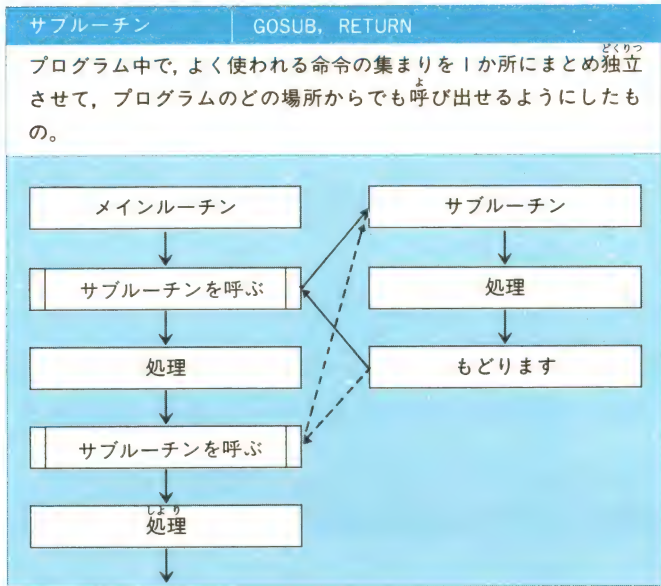 サブルーチン GOSUB, RETURN
プログラム中で，よく使われる命令の集まりを1か所にまとめ独立
どくりつ
させて，プログラムのどの場所からでも呼び出せるようにしたも
よ
の。
メインルーチン
サブルーチンを呼ぶ
処理
サブルーチンを呼ぶ
しょり
処理
サブルーチン
処理
もどります